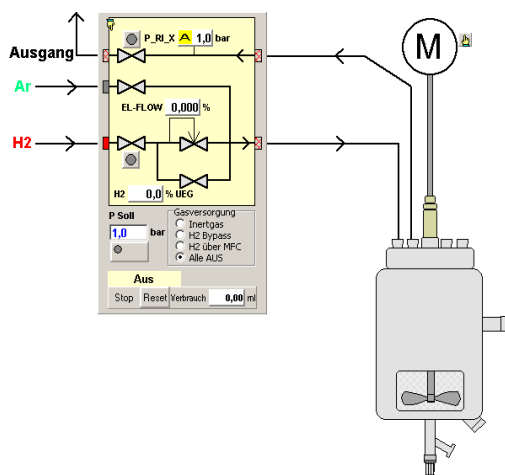 P_RI_X A 1,0 bar
Ausgang
Ar
EL-FLOW 0,000 %
H2
H2 0,0 % UEG
P Soll
1,0 bar
Gasversorgung
Inertgas
H2 Bypass
H2 über MFC
Alle AUS
Aus
Stop Reset Verbrauch 0,00 ml
M